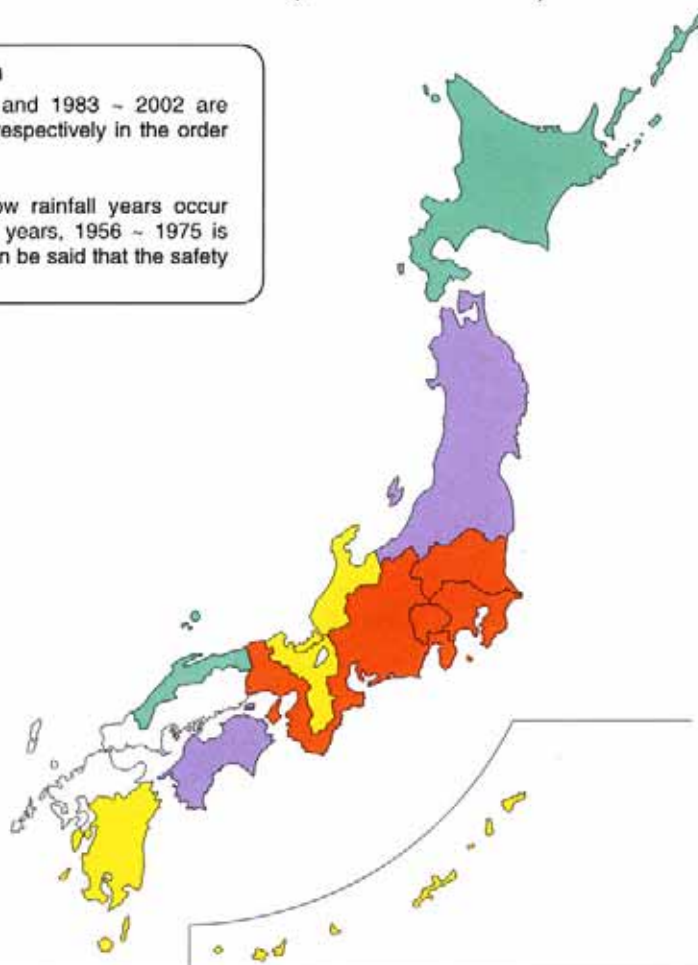 and 1983 ~ 2002 are
respectively in the order
ow rainfall years occur
years, 1956 ~ 1975 is
n be said that the safety